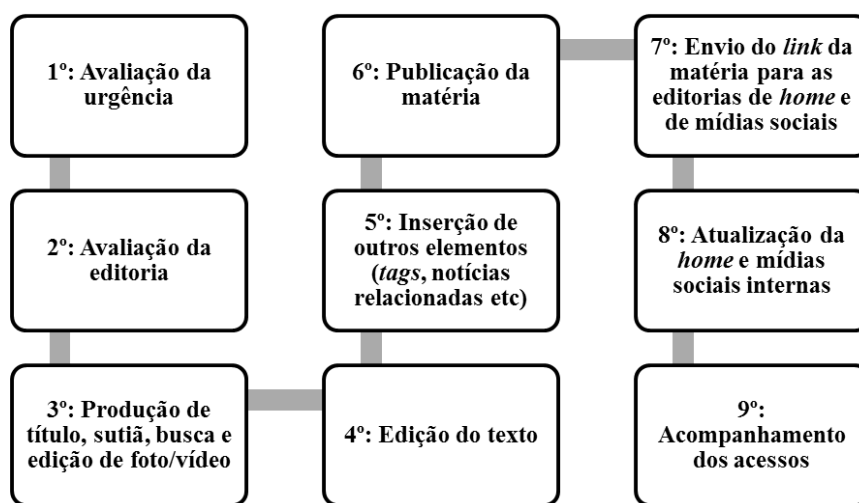 1º: Avaliação da
urgência
2º: Avaliação da
editoria
3º: Produção de
título, sutiã, busca e
edição de foto/vídeo
4º: Edição do texto
5º: Inserção de
outros elementos
(tags, notícias
relacionadas etc)
6º: Publicação da
matéria
7º: Envio do link da
matéria para as
editorias de home e
de mídias sociais
8º: Atualização da
home e mídias
sociais internas
9º:
Acompanhamento
dos acessos